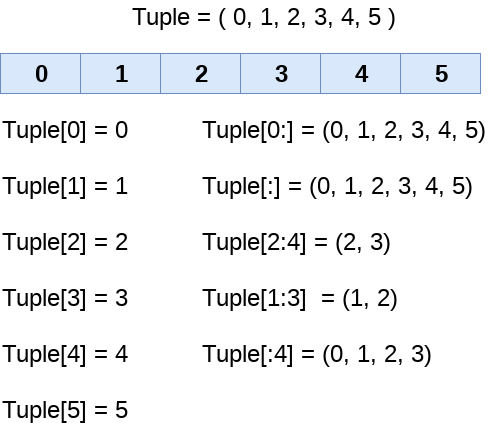 Tuple = ( 0, 1, 2, 3, 4, 5 )
0 1 2 3 4 5
Tuple[0] = 0 Tuple[0:] = (0, 1, 2, 3, 4, 5)
Tuple[1] = 1 Tuple[:] = (0, 1, 2, 3, 4, 5)
Tuple[2] = 2 Tuple[2:4] = (2, 3)
Tuple[3] = 3 Tuple[1:3]  = (1, 2)
Tuple[4] = 4 Tuple[:4] = (0, 1, 2, 3)
Tuple[5] = 5